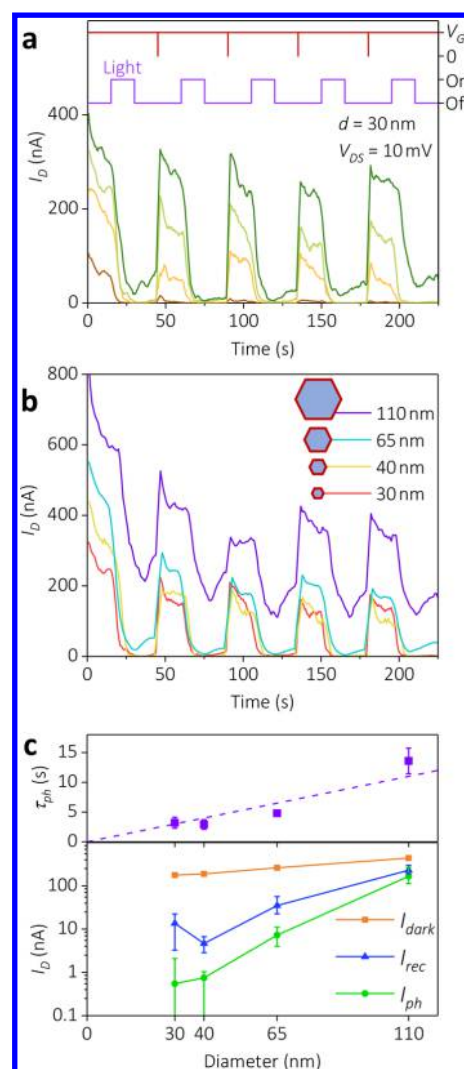 a
V_G
0
Light
On
Off
d = 30 nm
V_DS = 10 mV
I_D (nA)
400
200
0
0 50 100 150 200
Time (s)
b
I_D (nA)
800
600
400
200
0
110 nm
65 nm
40 nm
30 nm
0 50 100 150 200
Time (s)
c
τ_ph (s)
15
10
5
0
I_D (nA)
100
10
1
0.1
I_dark
I_rec
I_ph
0 30 40 65 110
Diameter (nm)